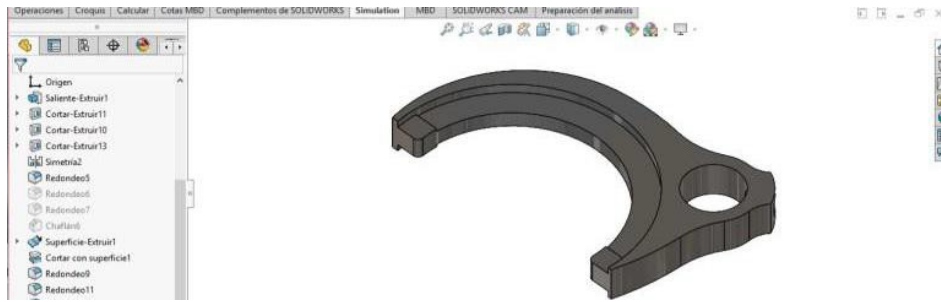 Operaciones Croquis Calcular Cotas MBD Complementos de SOLIDWORKS Simulation MBD SOLIDWORKS CAM Preparación del análisis
Origen
Saliente-Extruir1
Cortar-Extruir11
Cortar-Extruir10
Cortar-Extruir13
Simetría2
Redondeo5
Redondeo6
Redondeo7
Chaflán6
Superficie-Extruir1
Cortar con superficie1
Redondeo9
Redondeo11